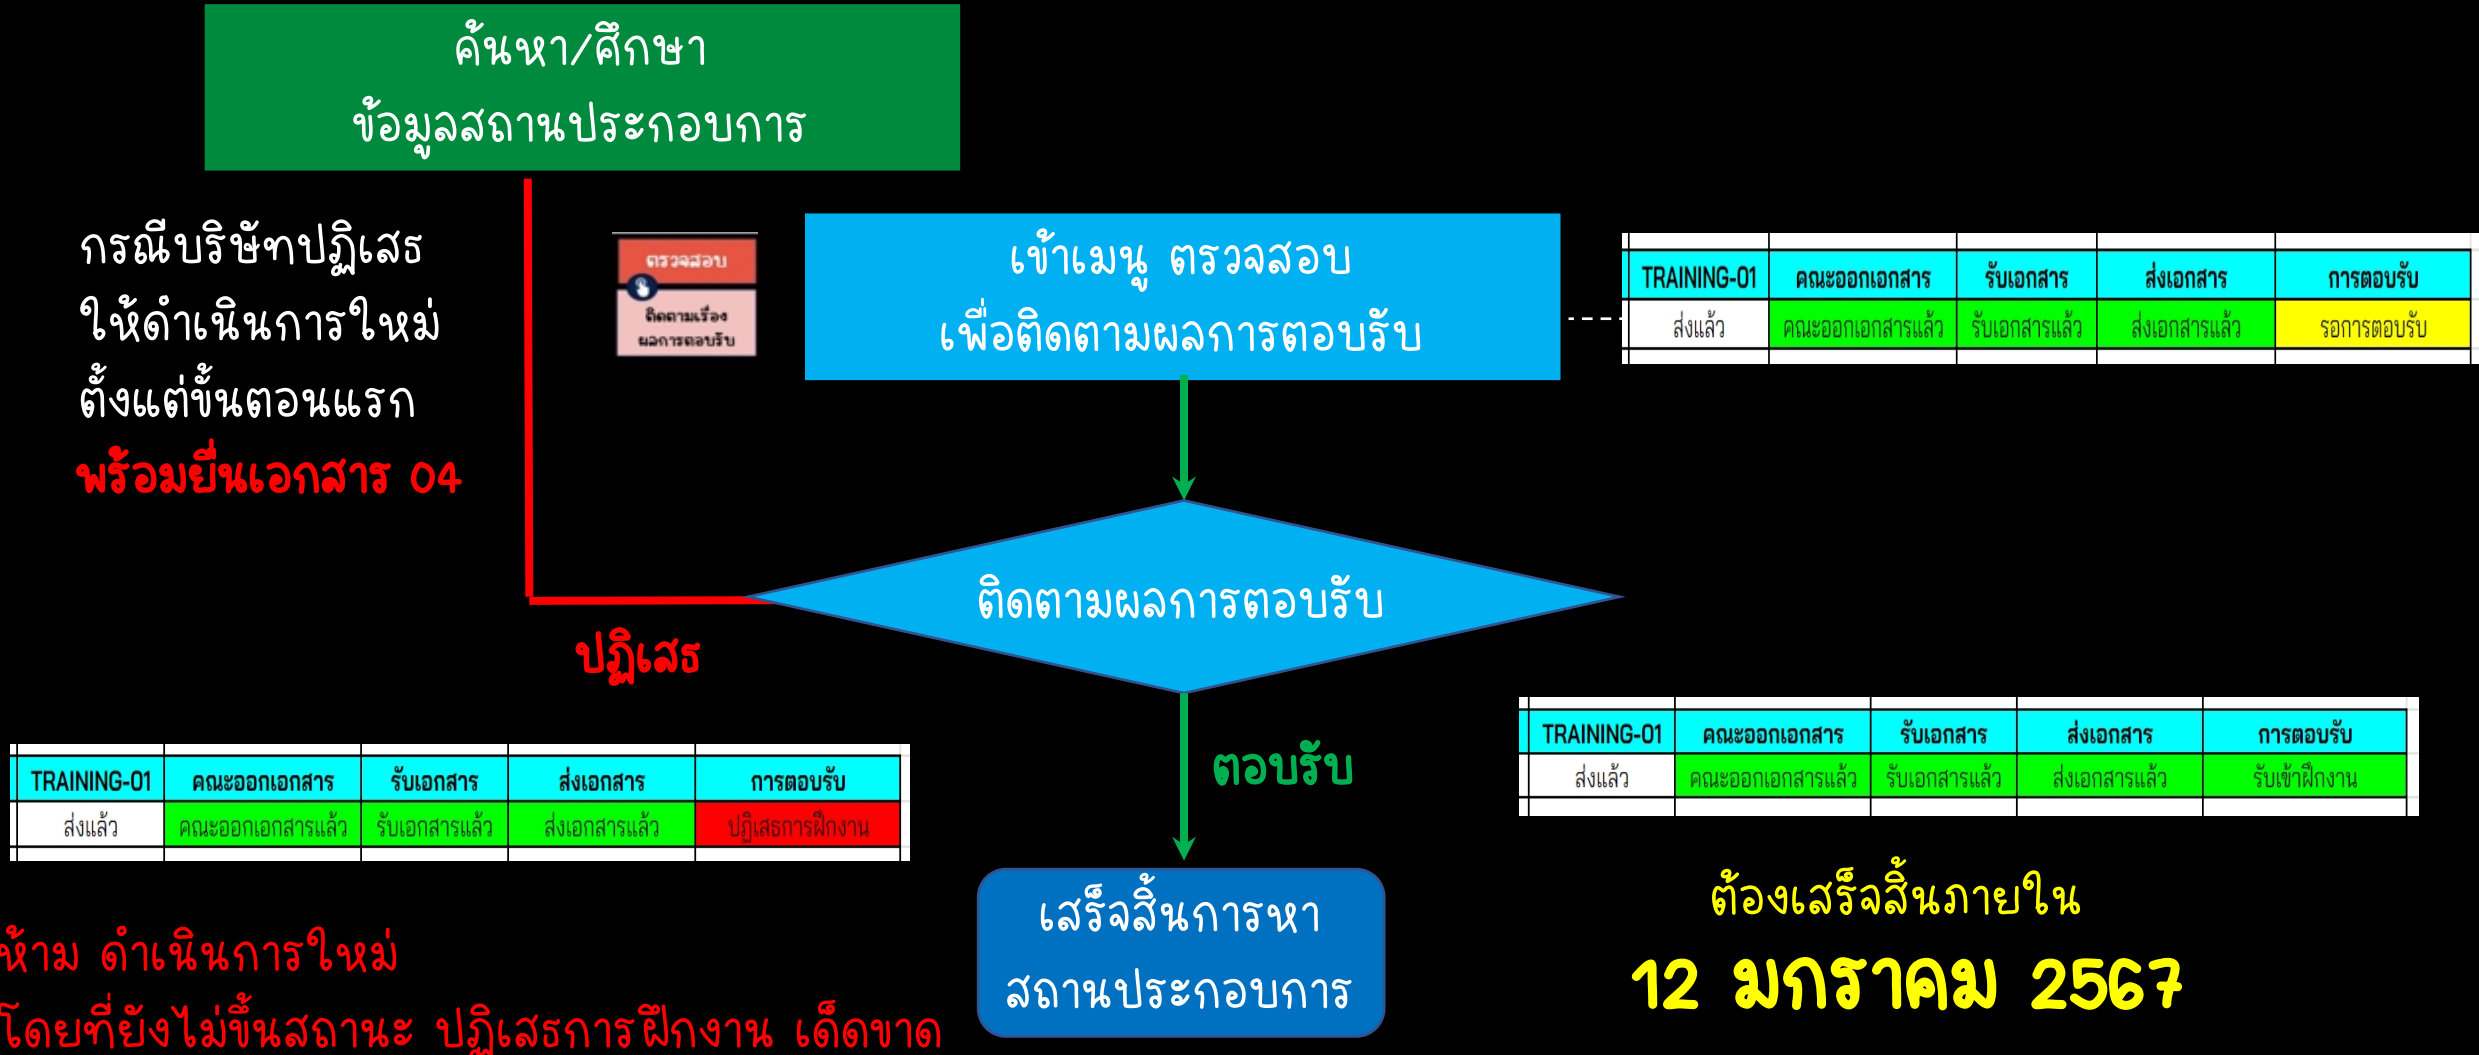 ค้นหา/ศึกษา
ข้อมูลสถานประกอบการ
กรณีบริษัทปฏิเสธ
ให้ดำเนินการใหม่
ตั้งแต่ขั้นตอนแรก
พร้อมยื่นเอกสาร 04
ตรวจสอบ
ติดตามเรื่อง
ผลการตอบรับ
เข้าเมนู ตรวจสอบ
เพื่อติดตามผลการตอบรับ
TRAINING-01 คณะออกเอกสาร รับเอกสาร ส่งเอกสาร การตอบรับ
ส่งแล้ว คณะออกเอกสารแล้ว รับเอกสารแล้ว ส่งเอกสารแล้ว รอการตอบรับ
ติดตามผลการตอบรับ
ปฏิเสธ
ตอบรับ
TRAINING-01 คณะออกเอกสาร รับเอกสาร ส่งเอกสาร การตอบรับ
ส่งแล้ว คณะออกเอกสารแล้ว รับเอกสารแล้ว ส่งเอกสารแล้ว ปฏิเสธการฝึกงาน
TRAINING-01 คณะออกเอกสาร รับเอกสาร ส่งเอกสาร การตอบรับ
ส่งแล้ว คณะออกเอกสารแล้ว รับเอกสารแล้ว ส่งเอกสารแล้ว รับเข้าฝึกงาน
ห้าม ดำเนินการใหม่
โดยที่ยังไม่ขึ้นสถานะ ปฏิเสธการฝึกงาน เด็ดขาด
เสร็จสิ้นการหา
สถานประกอบการ
ต้องเสร็จสิ้นภายใน
12 มกราคม 2567